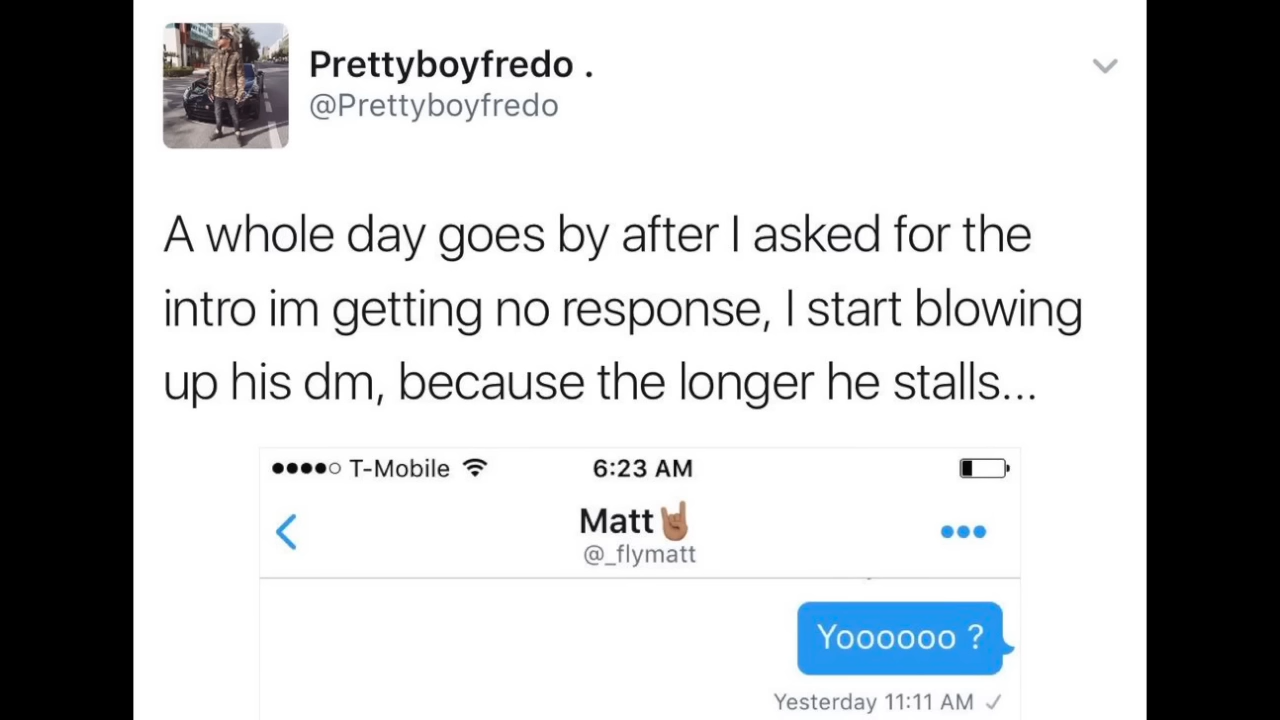 Prettyboyfredo .
@Prettyboyfredo
A whole day goes by after I asked for the
intro im getting no response, I start blowing
up his dm, because the longer he stalls...
T-Mobile 6:23 AM
Matt🤘🏽
@_flymatt
Yoooooo ?
Yesterday 11:11 AM ✓